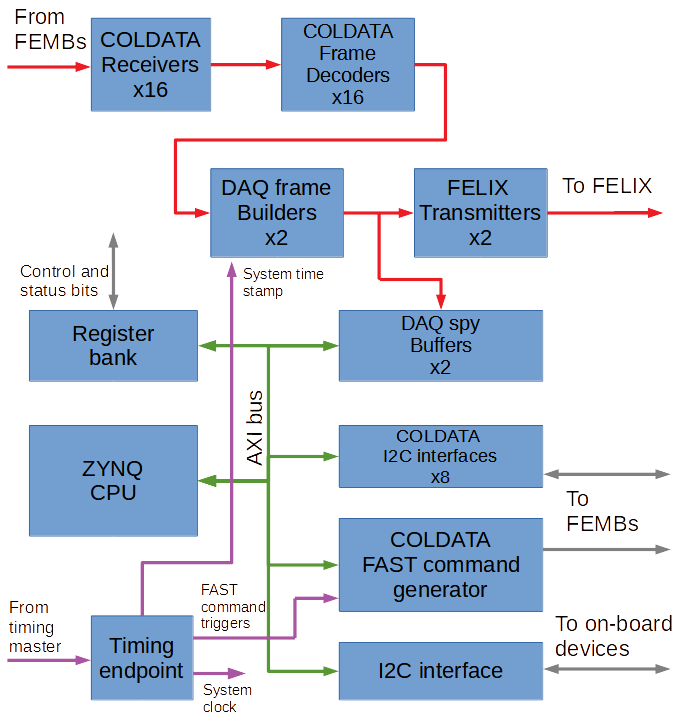 From
FEMBs
COLDATA
Receivers
x16
COLDATA
Frame
Decoders
x16
DAQ frame
Builders
x2
FELIX
Transmitters
x2
To FELIX
Control and
status bits
System time
stamp
Register
bank
DAQ spy
Buffers
x2
AXI bus
ZYNQ
CPU
COLDATA
I2C interfaces
x8
To
FEMBs
COLDATA
FAST command
generator
FAST
command
triggers
From
timing
master
Timing
endpoint
System
clock
I2C interface
To on-board
devices